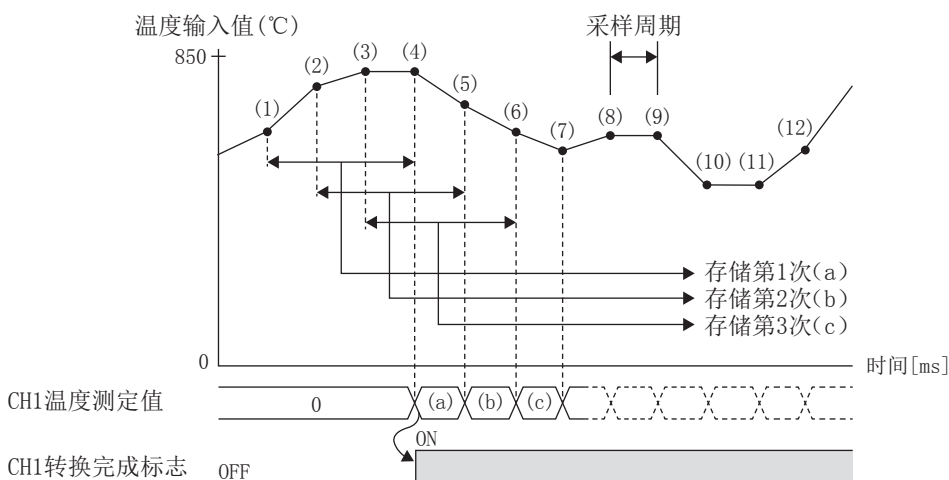 温度输入值(℃)
采样周期
850
(1)
(2)
(3)
(4)
(5)
(6)
(7)
(8)
(9)
(10)
(11)
(12)
存储第1次(a)
存储第2次(b)
存储第3次(c)
0
时间[ms]
CH1温度测定值
0
(a)
(b)
(c)
ON
CH1转换完成标志
OFF